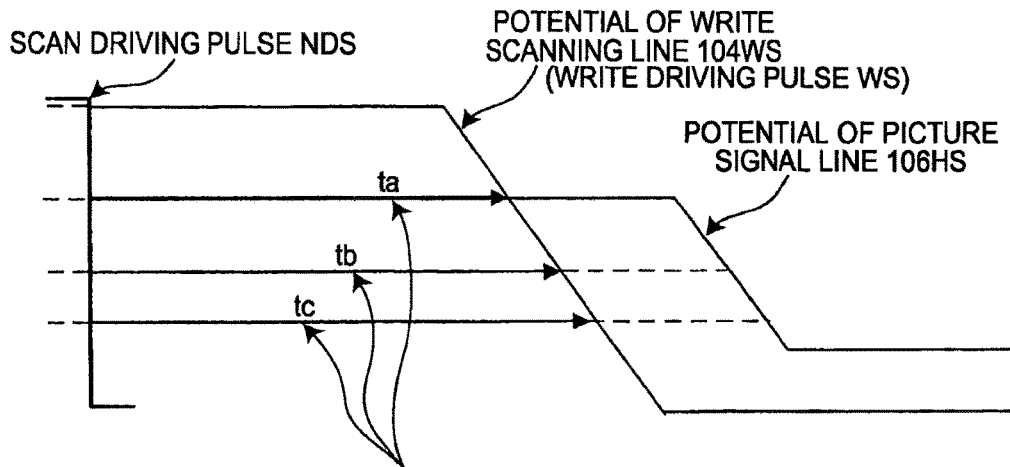 SCAN DRIVING PULSE NDS
POTENTIAL OF WRITE
SCANNING LINE 104WS
(WRITE DRIVING PULSE WS)
POTENTIAL OF PICTURE
SIGNAL LINE 106HS
ta
tb
tc